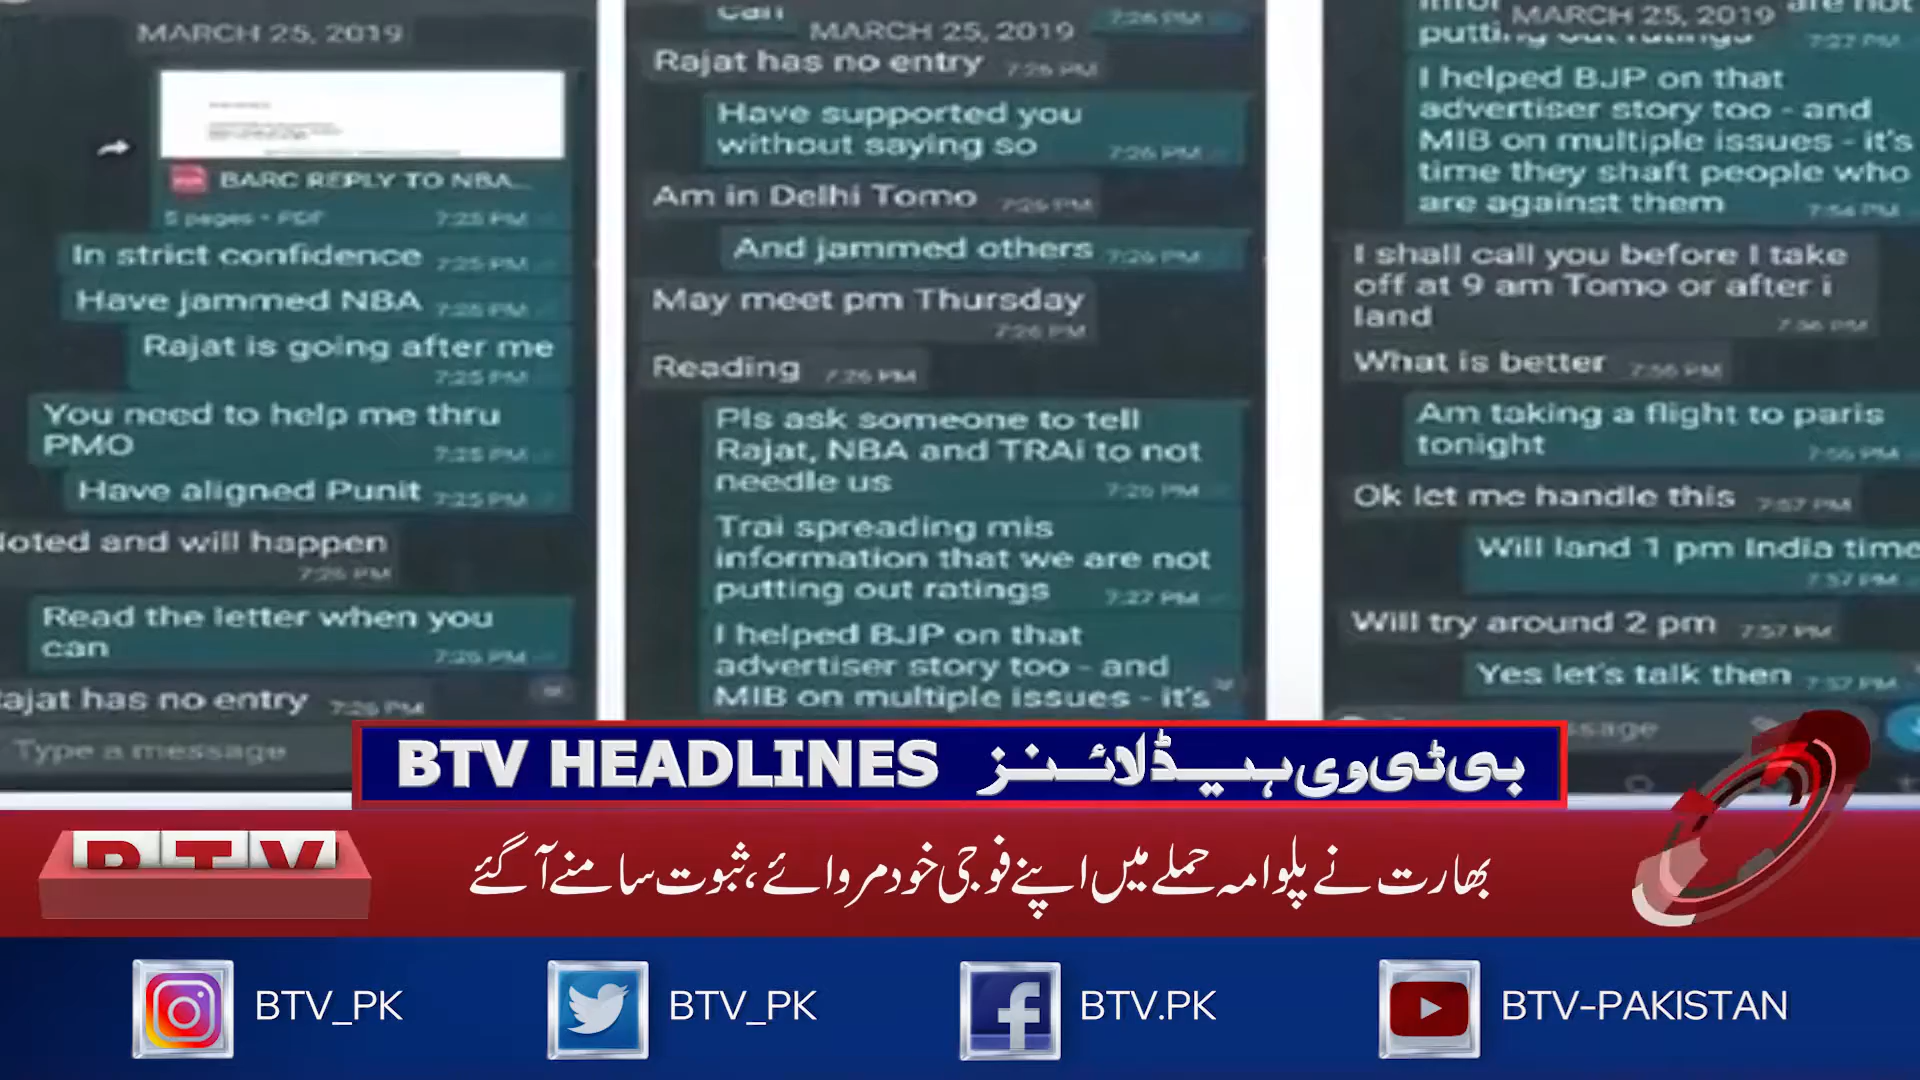 MARCH 25, 2019
BARC REPLY TO NBA...
5 pages • PDF 7:25 PM
In strict confidence 7:25 PM
Have jammed NBA 7:25 PM
Rajat is going after me
7:25 PM
You need to help me thru
PMO 7:25 PM
Have aligned Punit 7:25 PM
Noted and will happen
7:26 PM
Read the letter when you
can 7:26 PM
Rajat has no entry 7:26 PM
Type a message
can 7:26 PM
MARCH 25, 2019
Rajat has no entry 7:26 PM
Have supported you
without saying so 7:26 PM
Am in Delhi Tomo 7:26 PM
And jammed others 7:26 PM
May meet pm Thursday
7:26 PM
Reading 7:26 PM
Pls ask someone to tell
Rajat, NBA and TRAi to not
needle us 7:26 PM
Trai spreading mis
information that we are not
putting out ratings 7:27 PM
I helped BJP on that
advertiser story too - and
MIB on multiple issues - it's
MARCH 25, 2019
are not
putting out ratings 7:27 PM
I helped BJP on that
advertiser story too - and
MIB on multiple issues - it's
time they shaft people who
are against them 7:54 PM
I shall call you before I take
off at 9 am Tomo or after i
land 7:56 PM
What is better 7:56 PM
Am taking a flight to paris
tonight 7:56 PM
Ok let me handle this 7:57 PM
Will land 1 pm India time
7:57 PM
Will try around 2 pm 7:57 PM
Yes let's talk then 7:57 PM
ssage
BTV HEADLINES بی ٹی وی ہیڈلائنز
BTV
بھارت نے پلوامہ حملے میں اپنے فوجی خود مروائے، ثبوت سامنے آ گئے
BTV_PK BTV_PK BTV.PK BTV-PAKISTAN